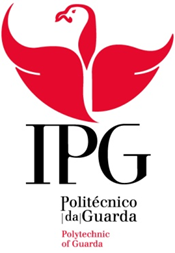 IPG
Politécnico
|da|Guarda
Polytechnic
of Guarda